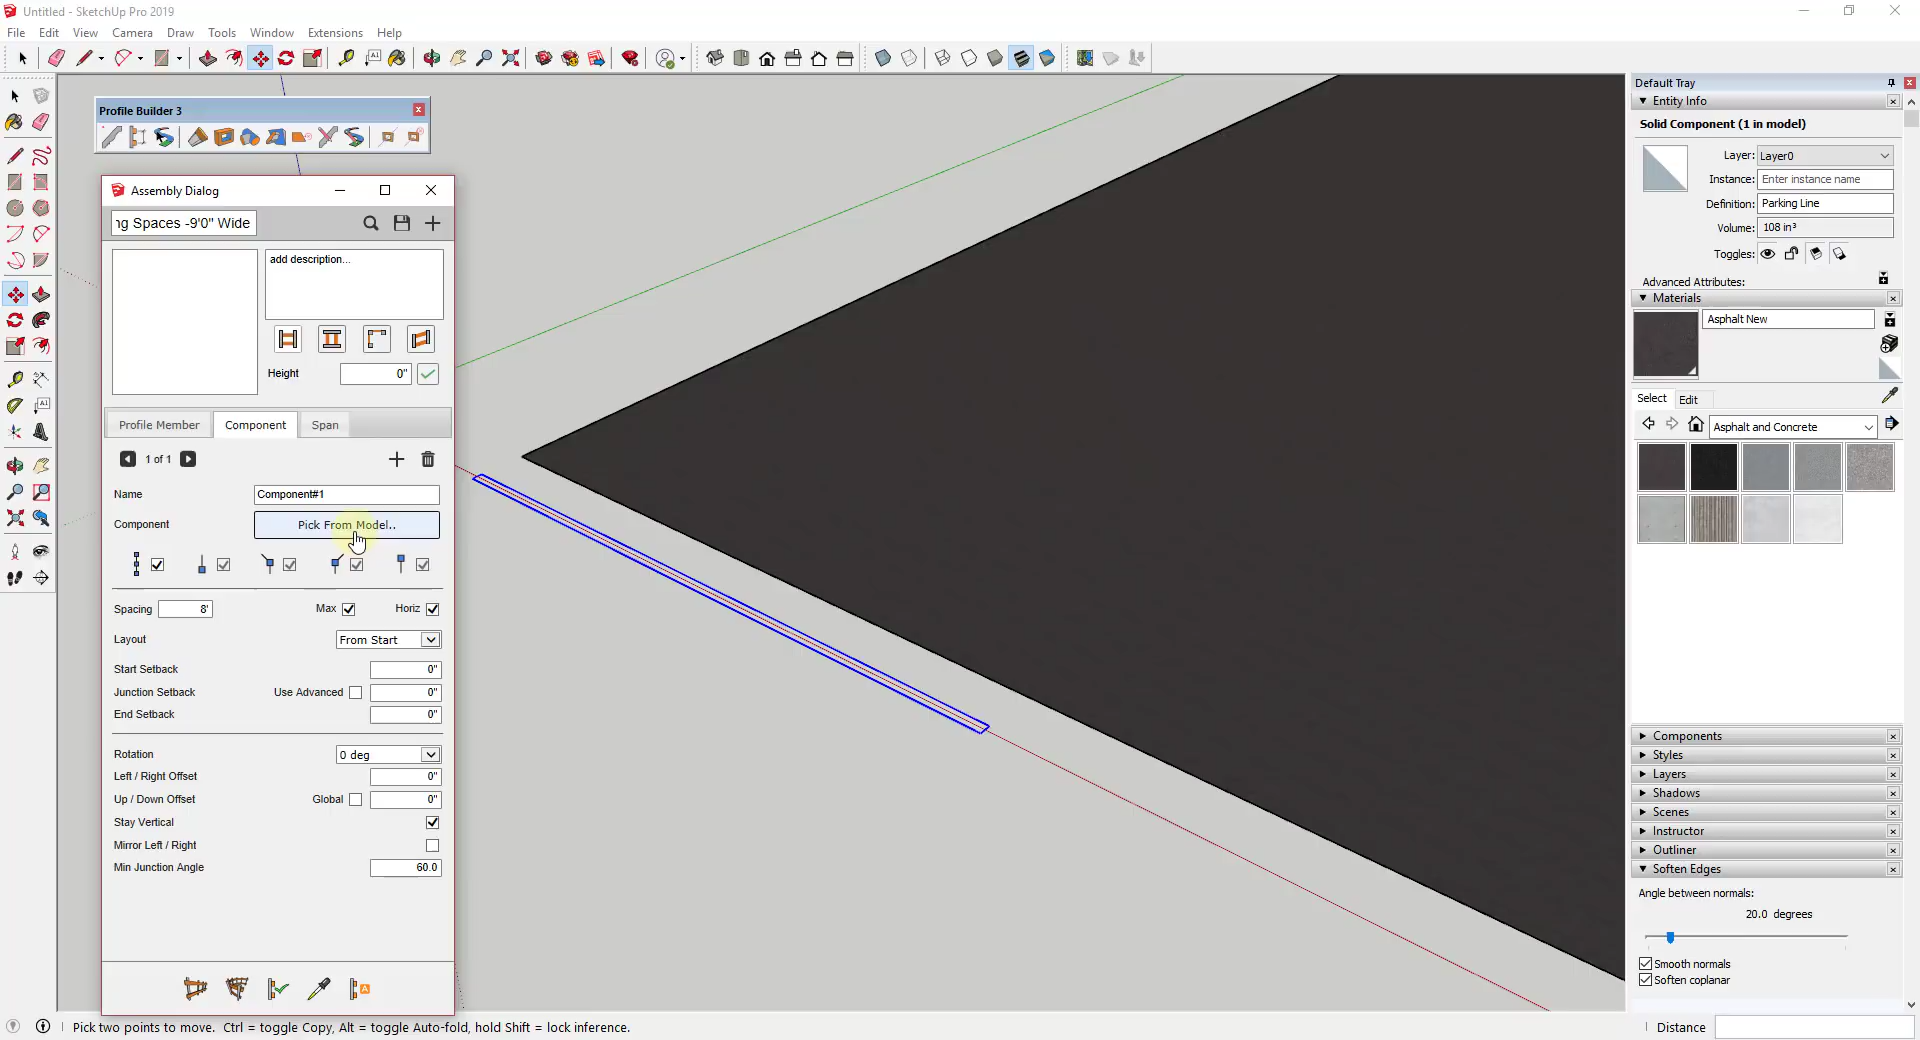 Untitled - SketchUp Pro 2019
File Edit View Camera Draw Tools Window Extensions Help
Profile Builder 3
Assembly Dialog
ng Spaces -9'0" Wide
add description...
Height 0"
Profile Member Component Span
1 of 1
Name Component#1
Component Pick From Model..
Spacing 8' Max Horiz
Layout From Start
Start Setback 0"
Junction Setback Use Advanced 0"
End Setback 0"
Rotation 0 deg
Left / Right Offset 0"
Up / Down Offset Global 0"
Stay Vertical
Mirror Left / Right
Min Junction Angle 60.0
Default Tray
Entity Info
Solid Component (1 in model)
Layer: Layer0
Instance: Enter instance name
Definition: Parking Line
Volume: 108 in³
Toggles:
Advanced Attributes:
Materials
Asphalt New
Select Edit
Asphalt and Concrete
Components
Styles
Layers
Shadows
Scenes
Instructor
Outliner
Soften Edges
Angle between normals:
20.0 degrees
Smooth normals
Soften coplanar
Pick two points to move. Ctrl = toggle Copy, Alt = toggle Auto-fold, hold Shift = lock inference.
Distance